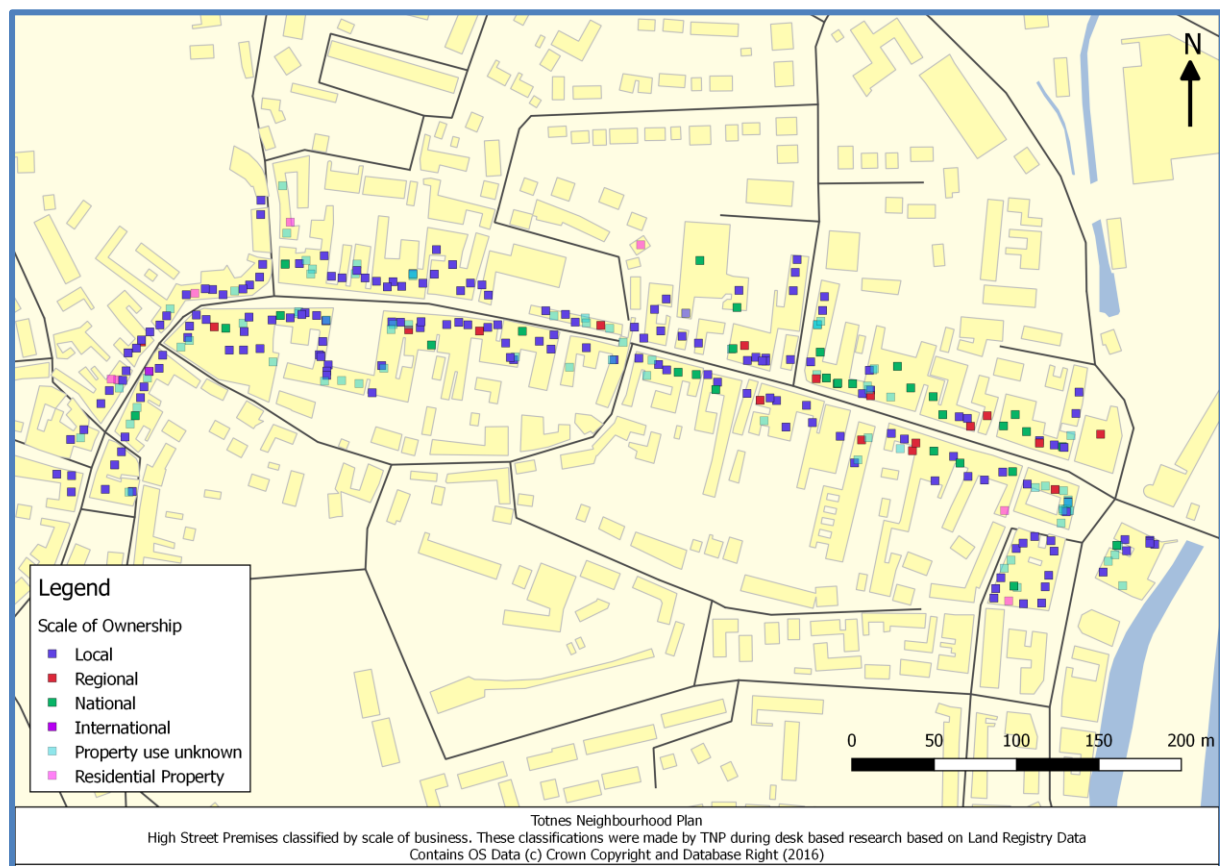 N
Legend
Scale of Ownership
Local
Regional
National
International
Property use unknown
Residential Property
0 50 100 150 200 m
Totnes Neighbourhood Plan
High Street Premises classified by scale of business. These classifications were made by TNP during desk based research based on Land Registry Data
Contains OS Data (c) Crown Copyright and Database Right (2016)